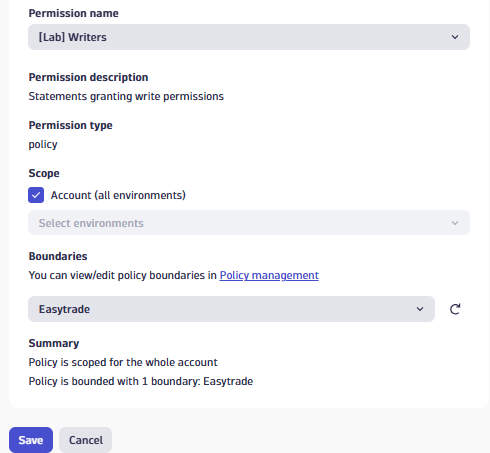 Permission name
[Lab] Writers
Permission description
Statements granting write permissions
Permission type
policy
Scope
Account (all environments)
Select environments
Boundaries
You can view/edit policy boundaries in Policy management
Easytrade
Summary
Policy is scoped for the whole account
Policy is bounded with 1 boundary: Easytrade
Save Cancel